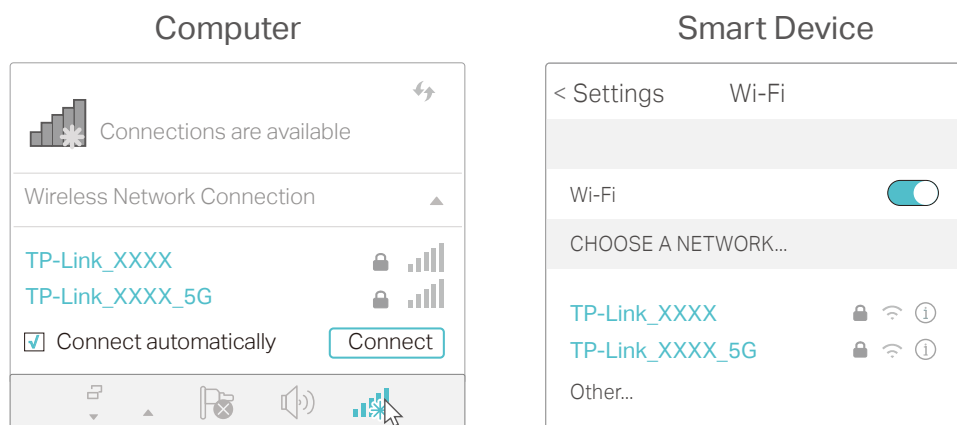 Computer
Connections are available
Wireless Network Connection
TP-Link_XXXX
TP-Link_XXXX_5G
Connect automatically
Connect
Smart Device
< Settings Wi-Fi
Wi-Fi
CHOOSE A NETWORK...
TP-Link_XXXX
TP-Link_XXXX_5G
Other...